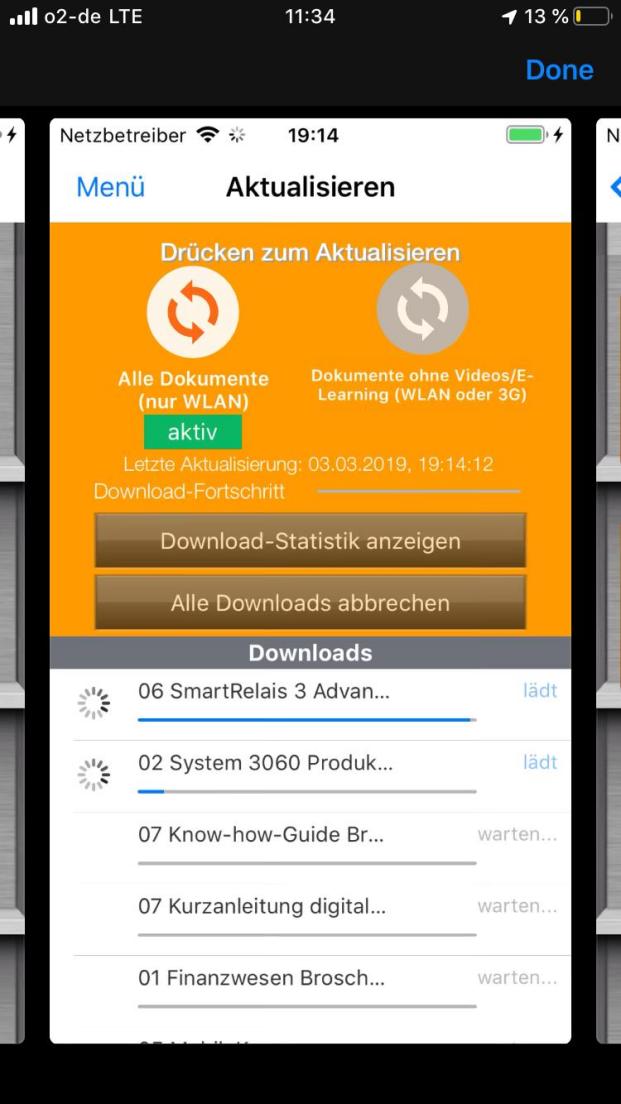 o2-de LTE 11:34 13 %
Done
Netzbetreiber 19:14
N
Menü Aktualisieren
Drücken zum Aktualisieren
Alle Dokumente
(nur WLAN)
aktiv
Dokumente ohne Videos/E-
Learning (WLAN oder 3G)
Letzte Aktualisierung: 03.03.2019, 19:14:12
Download-Fortschritt
Download-Statistik anzeigen
Alle Downloads abbrechen
Downloads
06 SmartRelais 3 Advan... lädt
02 System 3060 Produk... lädt
07 Know-how-Guide Br... warten...
07 Kurzanleitung digital... warten...
01 Finanzwesen Brosch... warten...